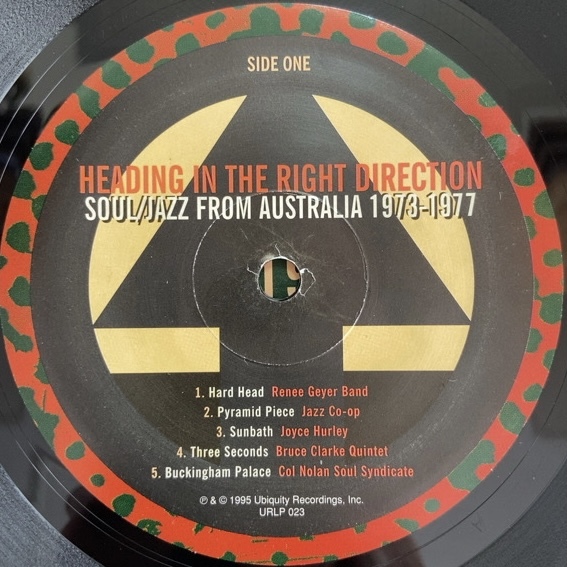 SIDE ONE
HEADING IN THE RIGHT DIRECTION
SOUL/JAZZ FROM AUSTRALIA 1973-1977
1. Hard Head Renee Geyer Band
2. Pyramid Piece Jazz Co-op
3. Sunbath Joyce Hurley
4. Three Seconds Bruce Clarke Quintet
5. Buckingham Palace Col Nolan Soul Syndicate
℗ & © 1995 Ubiquity Recordings, Inc.
URLP 023